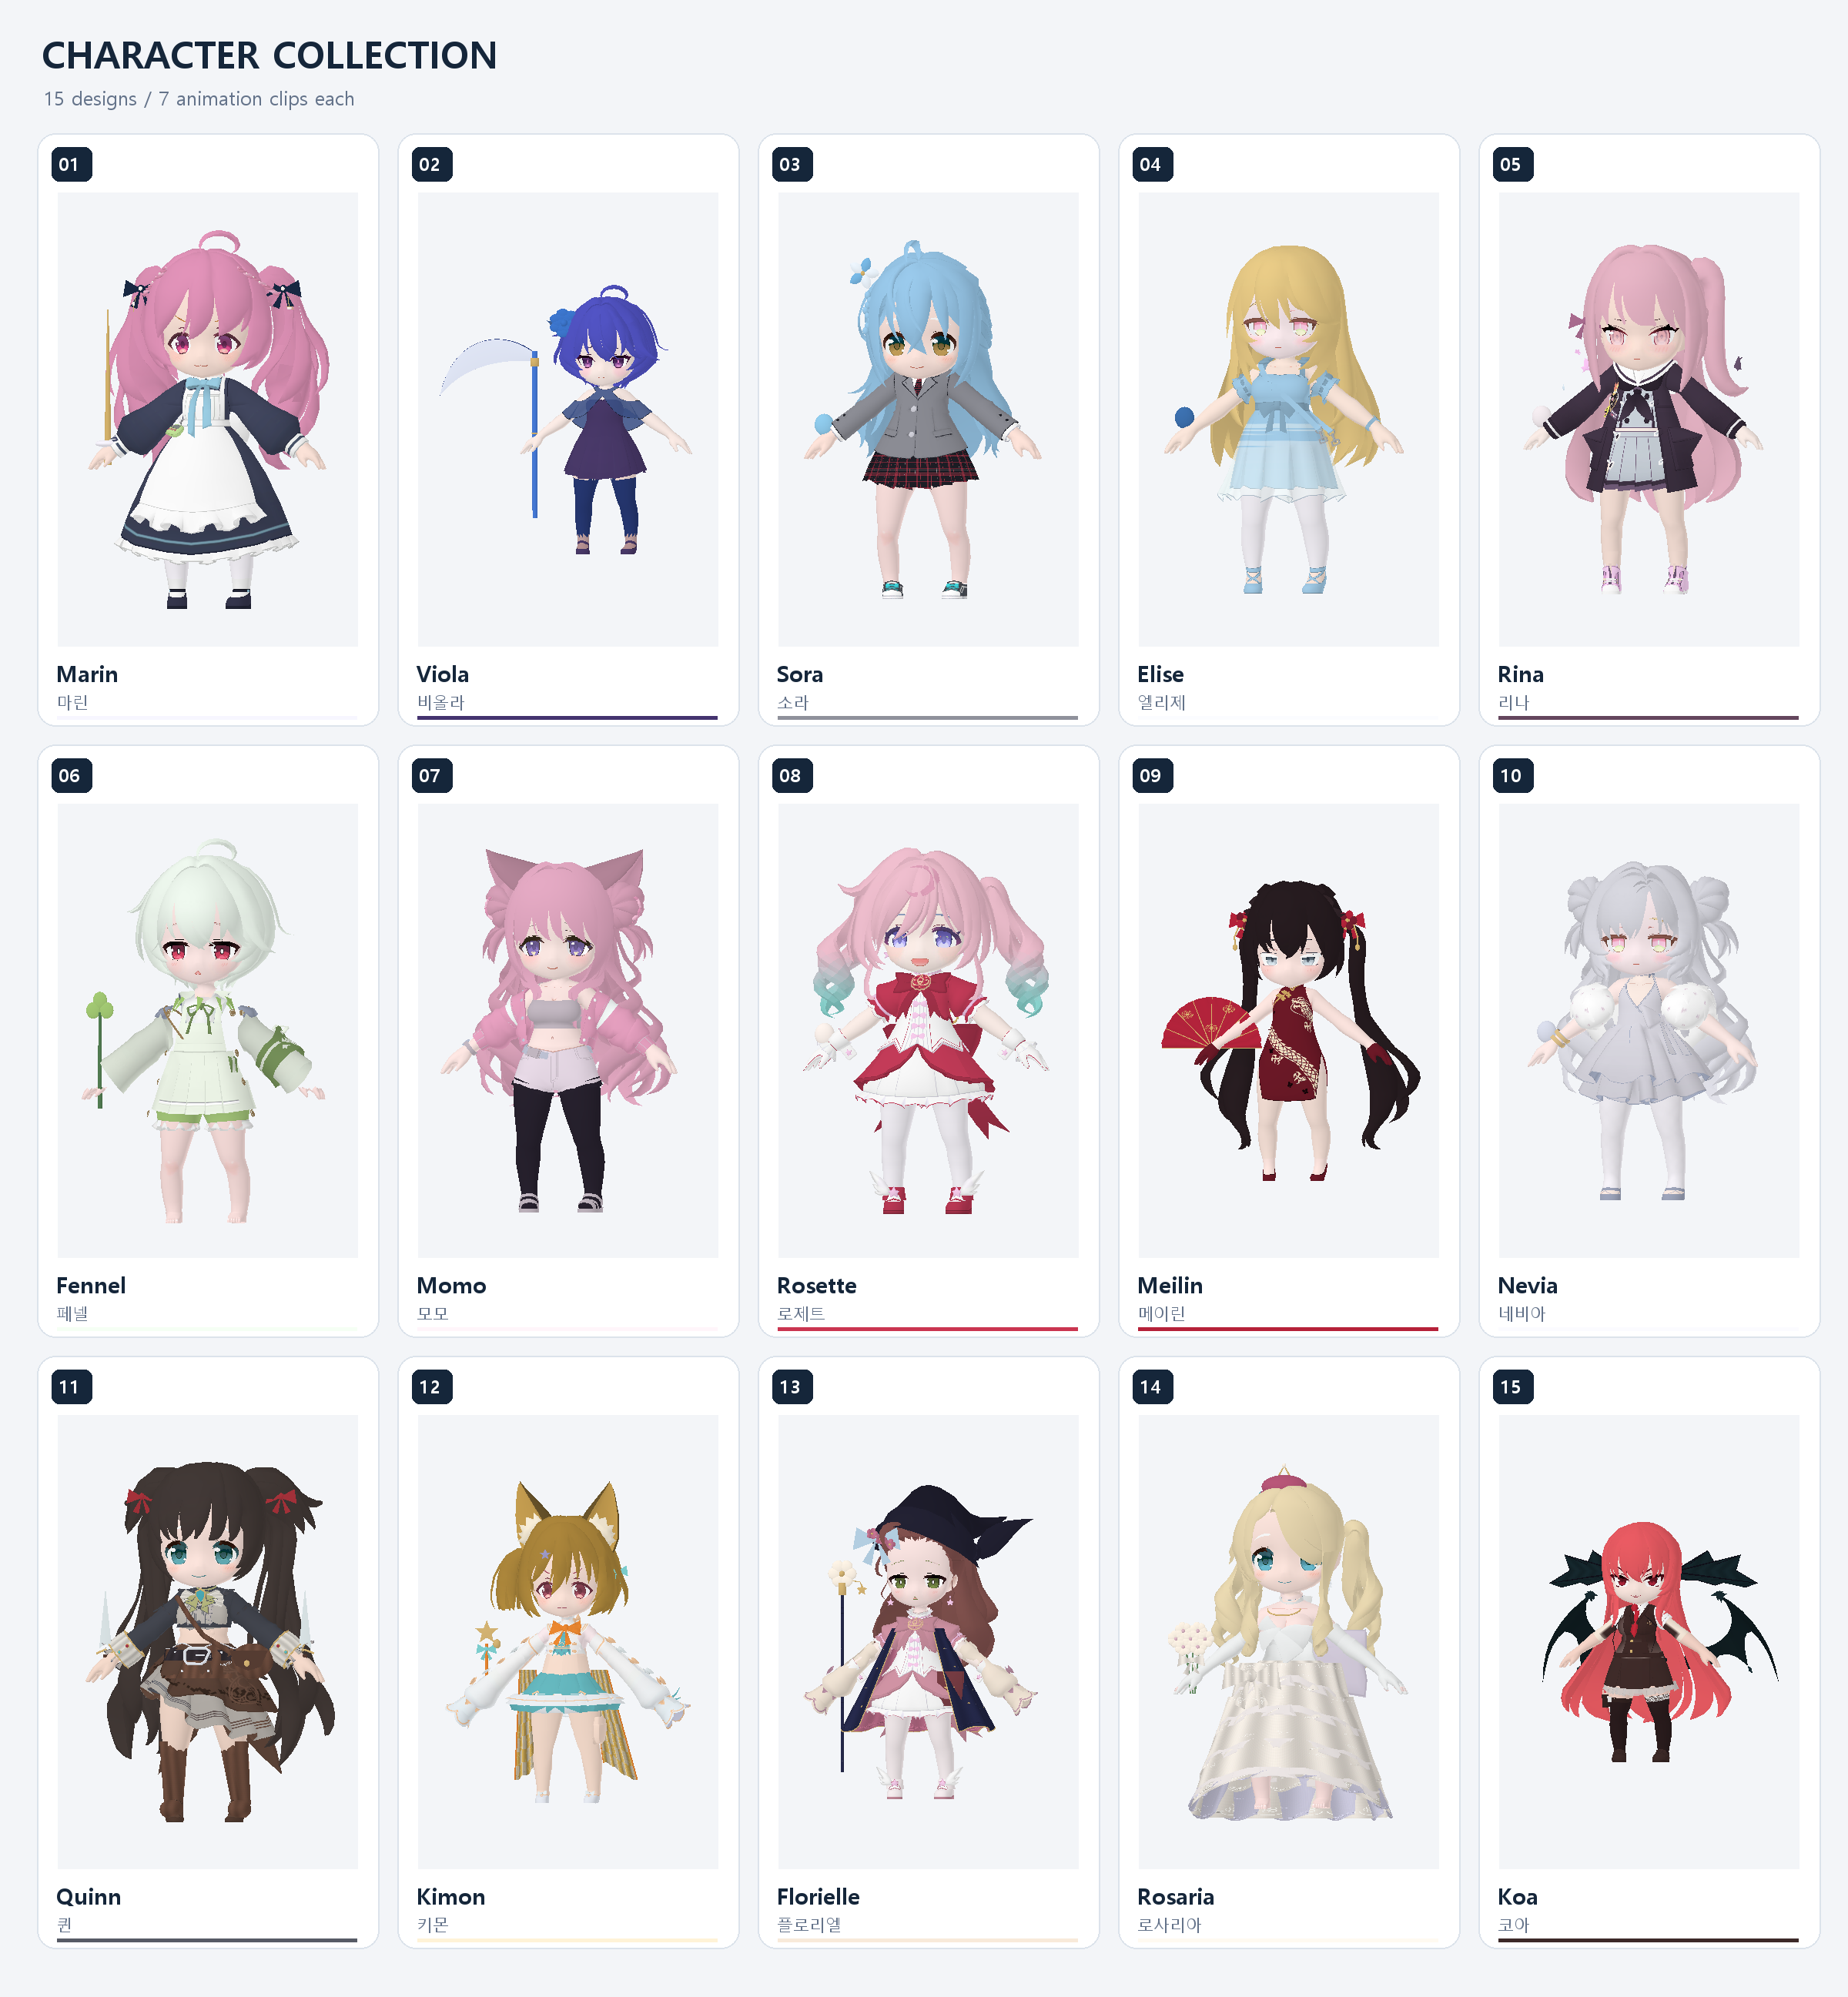 CHARACTER COLLECTION
15 designs / 7 animation clips each
01
02
03
04
05
Marin
Viola
Sora
Elise
Rina
마린
비올라
소라
엘리제
리나
06
07
08
09
10
Fennel
Momo
Rosette
Meilin
Nevia
페넬
모모
로제트
메이린
네비아
11
12
13
14
15
Quinn
Kimon
Florielle
Rosaria
Koa
퀸
키몬
플로리엘
로사리아
코아